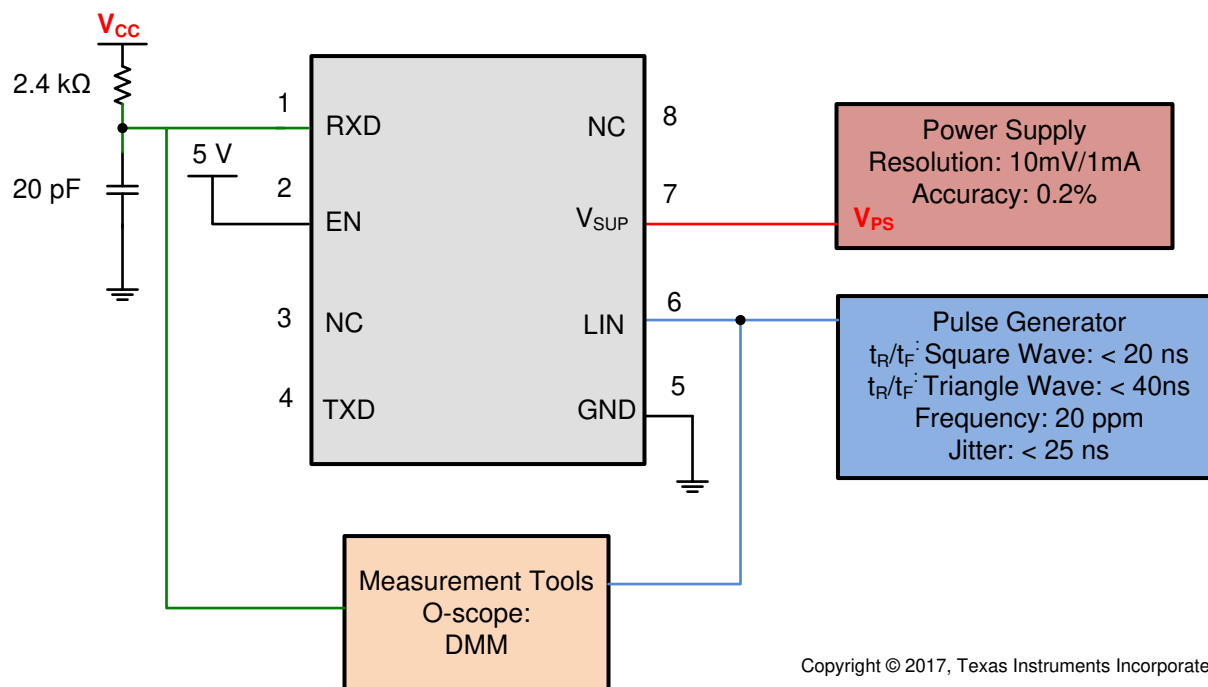 VCC
2.4 kΩ
20 pF
5 V
1
RXD
2
EN
3
NC
4
TXD
NC
8
VSUP
7
LIN
6
GND
5
Power Supply
Resolution: 10mV/1mA
Accuracy: 0.2%
VPS
Pulse Generator
tR/tF: Square Wave: < 20 ns
tR/tF: Triangle Wave: < 40ns
Frequency: 20 ppm
Jitter: < 25 ns
Measurement Tools
O-scope:
DMM
Copyright © 2017, Texas Instruments Incorporate